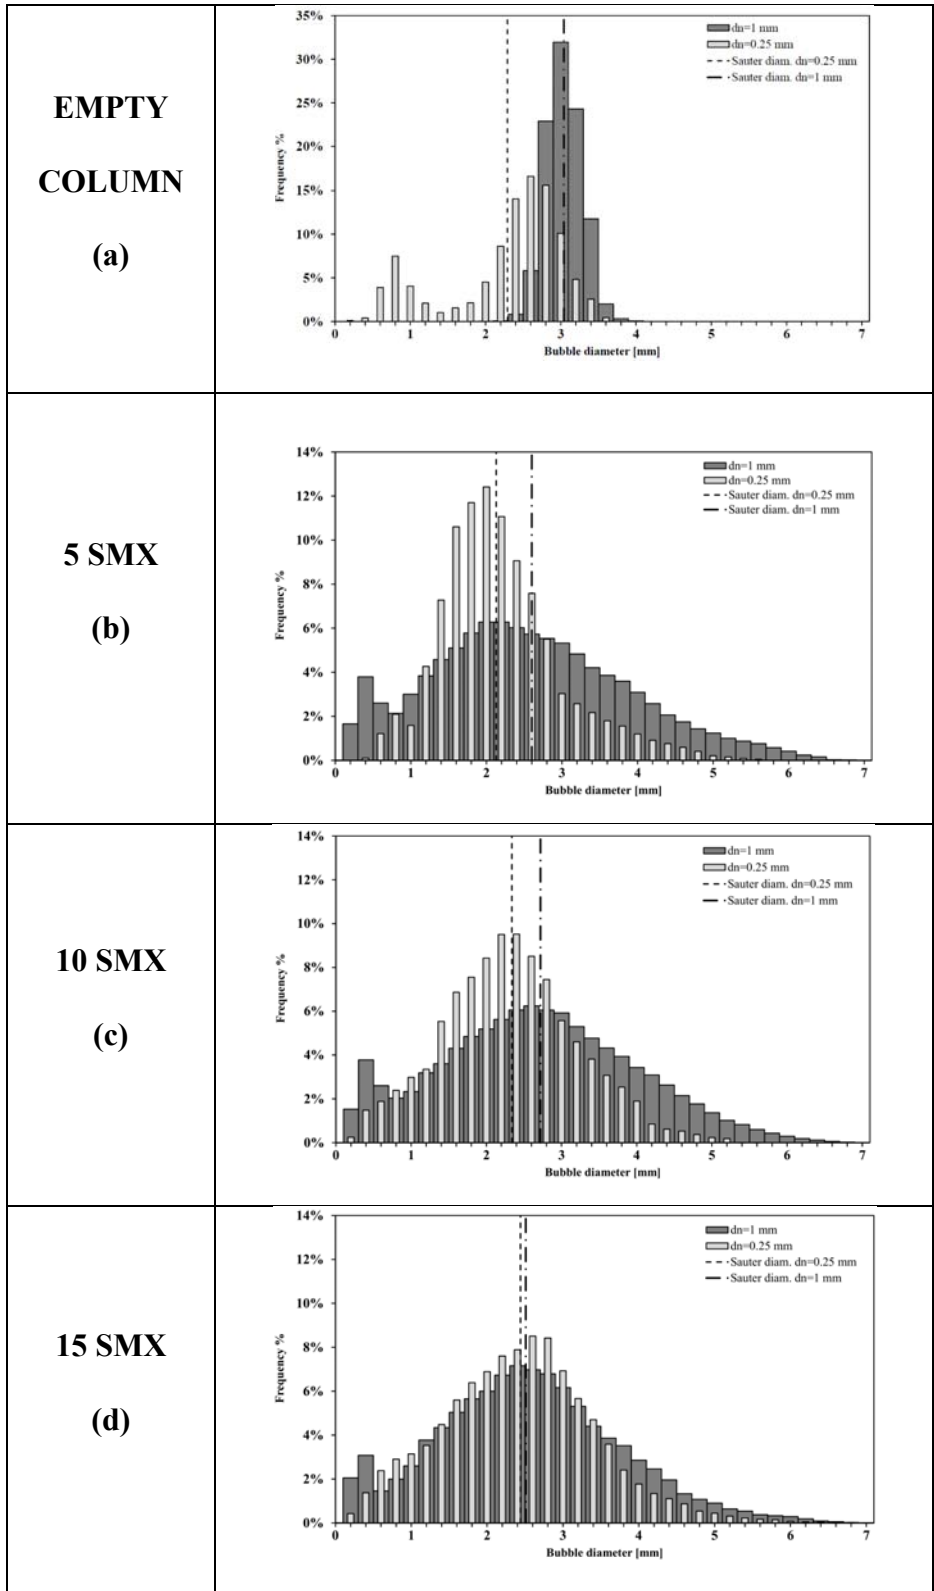 EMPTY
COLUMN
(a)
35%
30%
25%
20%
15%
10%
5%
0%
Frequency %
dn=1 mm
dn=0.25 mm
Sauter diam. dn=0.25 mm
Sauter diam. dn=1 mm
0 1 2 3 4 5 6 7
Bubble diameter [mm]
5 SMX
(b)
14%
12%
10%
8%
6%
4%
2%
0%
Frequency %
dn=1 mm
dn=0.25 mm
Sauter diam. dn=0.25 mm
Sauter diam. dn=1 mm
0 1 2 3 4 5 6 7
Bubble diameter [mm]
10 SMX
(c)
14%
12%
10%
8%
6%
4%
2%
0%
Frequency %
dn=1 mm
dn=0.25 mm
Sauter diam. dn=0.25 mm
Sauter diam. dn=1 mm
0 1 2 3 4 5 6 7
Bubble diameter [mm]
15 SMX
(d)
14%
12%
10%
8%
6%
4%
2%
0%
Frequency %
dn=1 mm
dn=0.25 mm
Sauter diam. dn=0.25 mm
Sauter diam. dn=1 mm
0 1 2 3 4 5 6 7
Bubble diameter [mm]